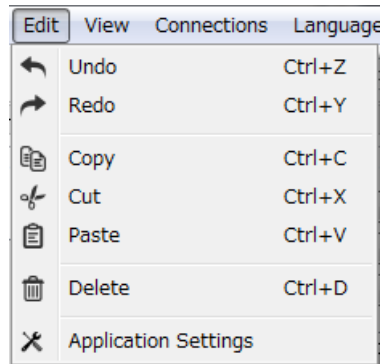 Edit View Connections Language
Undo Ctrl+Z
Redo Ctrl+Y
Copy Ctrl+C
Cut Ctrl+X
Paste Ctrl+V
Delete Ctrl+D
Application Settings